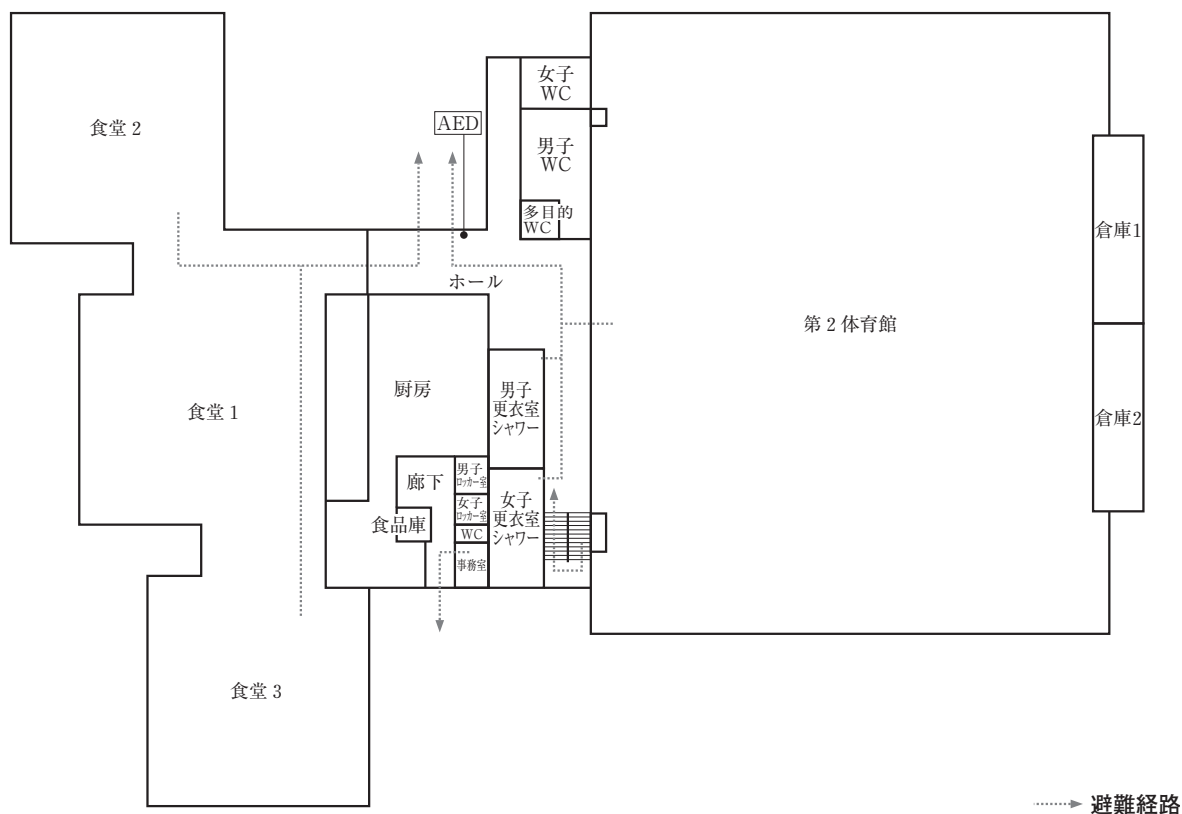 女子
WC
AED
食堂 2
男子
WC
多目的
WC
倉庫1
ホール
第 2 体育館
厨房
男子
更衣室
シャワー
食堂 1
倉庫2
廊下
男子
ロッカー室
女子
ロッカー室
女子
更衣室
シャワー
食品庫
WC
事務室
食堂 3
避難経路